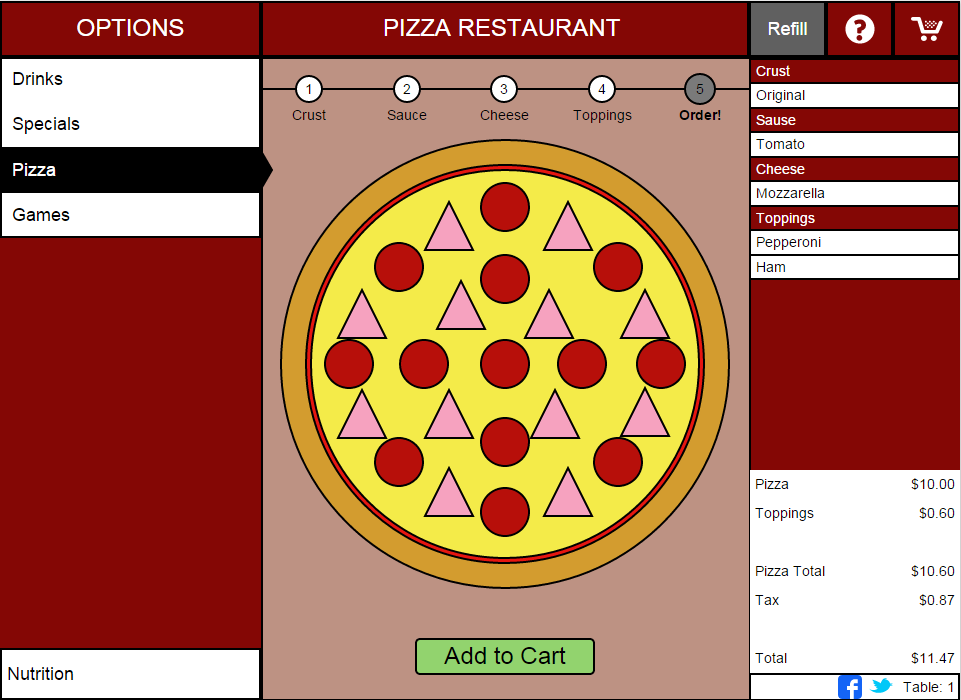 OPTIONS
PIZZA RESTAURANT
Refill
?
Drinks
Specials
Pizza
Games
Nutrition
1 2 3 4 5
Crust Sauce Cheese Toppings Order!
Add to Cart
Crust
Original
Sause
Tomato
Cheese
Mozzarella
Toppings
Pepperoni
Ham
Pizza $10.00
Toppings $0.60
Pizza Total $10.60
Tax $0.87
Total $11.47
f Table: 1